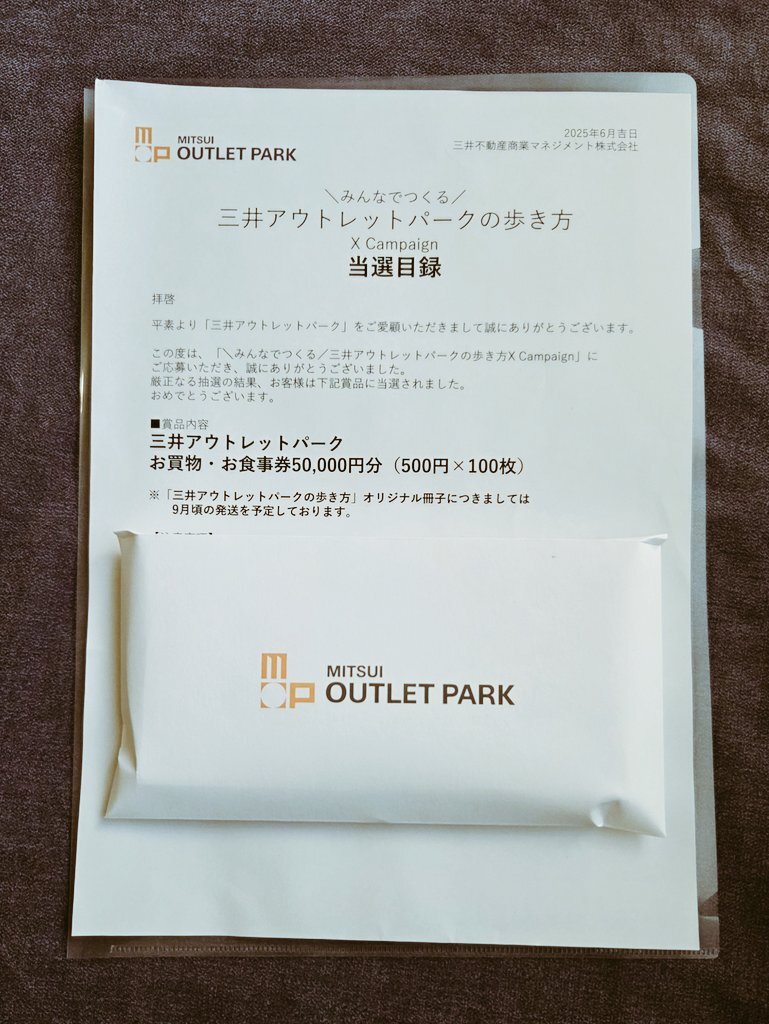 MITSUI
OUTLET PARK
2025年6月吉日
三井不動産商業マネジメント株式会社
＼みんなでつくる／
三井アウトレットパークの歩き方
X Campaign
当選目録
拝啓
平素より「三井アウトレットパーク」をご愛顧いただきまして誠にありがとうございます。
この度は、「＼みんなでつくる／三井アウトレットパークの歩き方X Campaign」に
ご応募いただき、誠にありがとうございました。
厳正なる抽選の結果、お客様は下記賞品に当選されました。
おめでとうございます。
■賞品内容
三井アウトレットパーク
お買物・お食事券50,000円分（500円×100枚）
※「三井アウトレットパークの歩き方」オリジナル冊子につきましては
9月頃の発送を予定しております。
MITSUI
OUTLET PARK